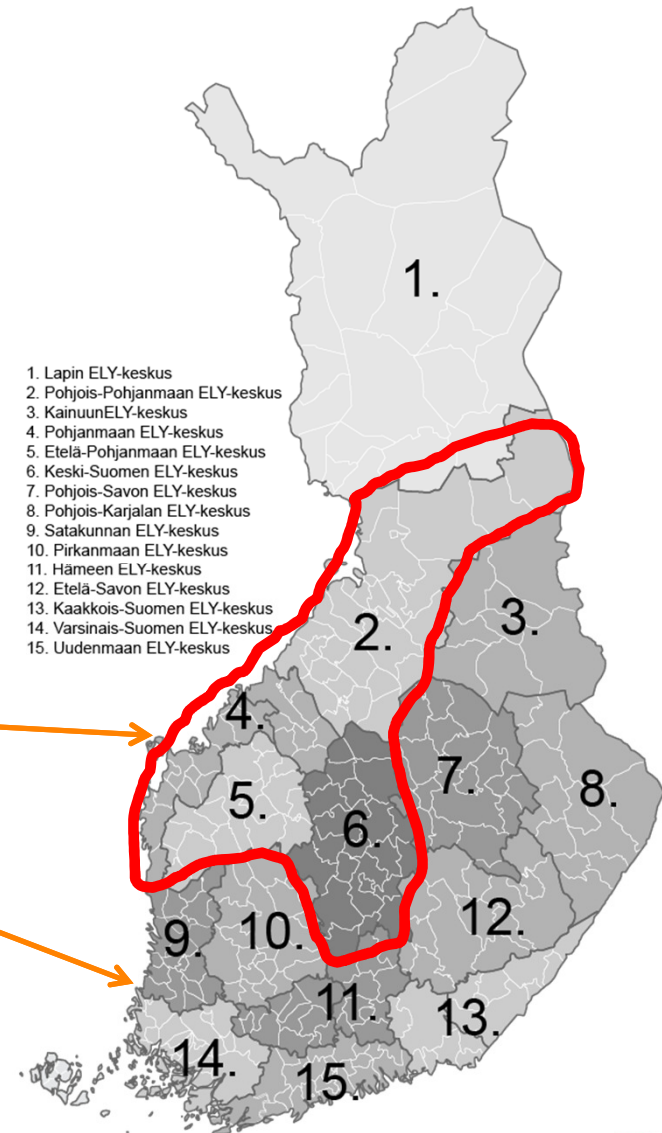 1.
1. Lapin ELY-keskus
2. Pohjois-Pohjanmaan ELY-keskus
3. KainuunELY-keskus
4. Pohjanmaan ELY-keskus
5. Etelä-Pohjanmaan ELY-keskus
6. Keski-Suomen ELY-keskus
7. Pohjois-Savon ELY-keskus
8. Pohjois-Karjalan ELY-keskus
9. Satakunnan ELY-keskus
10. Pirkanmaan ELY-keskus
11. Hämeen ELY-keskus
12. Etelä-Savon ELY-keskus
13. Kaakkois-Suomen ELY-keskus
14. Varsinais-Suomen ELY-keskus
15. Uudenmaan ELY-keskus
2.
3.
4.
5.
6.
7.
8.
9.
10.
12.
11.
13.
14.
15.